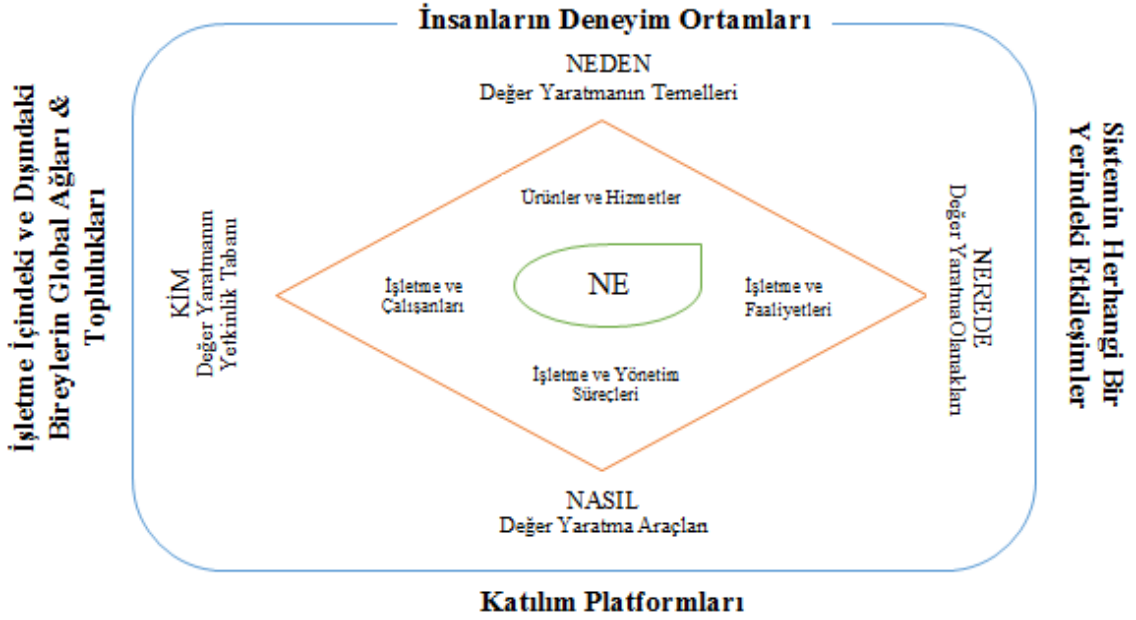 İnsanların Deneyim Ortamları
NEDEN
Değer Yaratmanın Temelleri
İşletme İçindeki ve Dışındaki
Bireylerin Global Ağları &
Toplulukları
KİM
Değer Yaratmanın
Yetkinlik Tabanı
Ürünler ve Hizmetler
İşletme ve
Çalışanları
NE
İşletme ve
Faaliyetleri
İşletme ve Yönetim
Süreçleri
NEREDE
Değer Yaratma Olanakları
Sistemin Herhangi Bir
Yerindeki Etkileşimler
NASIL
Değer Yaratma Araçları
Katılım Platformları